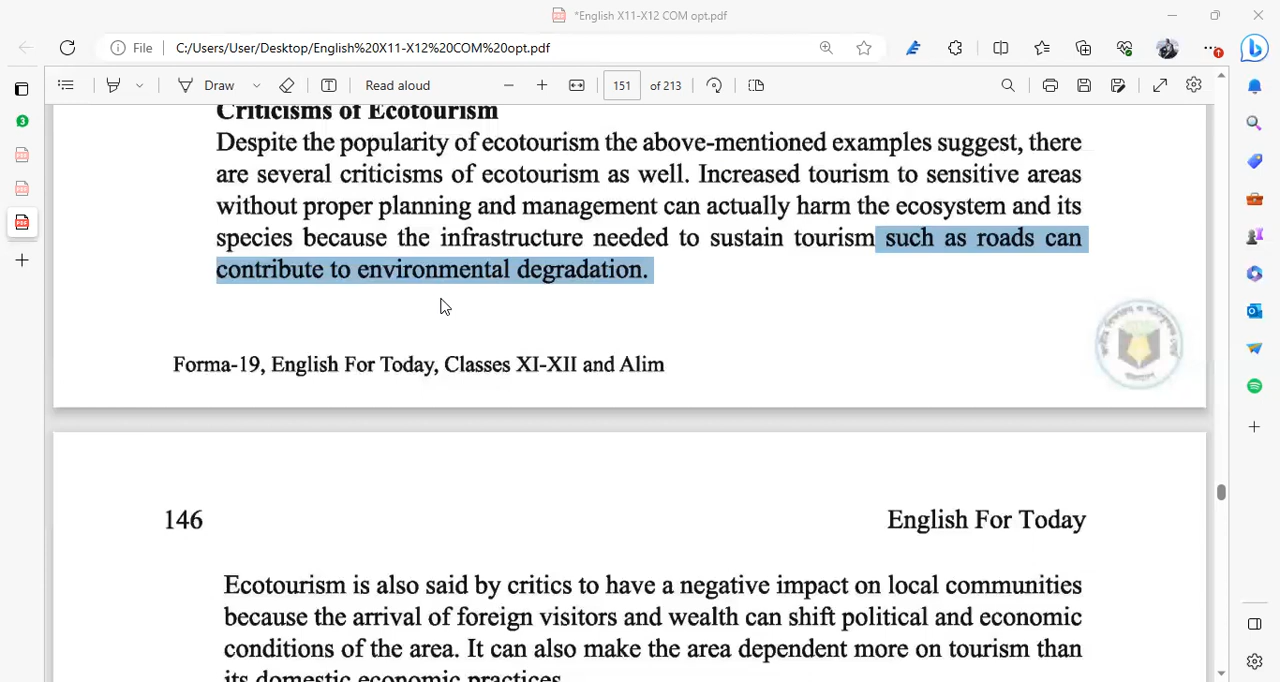 *English X11-X12 COM opt.pdf
File C:/Users/User/Desktop/English%20X11-X12%20COM%20opt.pdf
Draw Read aloud 151 of 213
3
Criticisms of Ecotourism
Despite the popularity of ecotourism the above-mentioned examples suggest, there
are several criticisms of ecotourism as well. Increased tourism to sensitive areas
without proper planning and management can actually harm the ecosystem and its
species because the infrastructure needed to sustain tourism such as roads can
contribute to environmental degradation.
Forma-19, English For Today, Classes XI-XII and Alim
146 English For Today
Ecotourism is also said by critics to have a negative impact on local communities
because the arrival of foreign visitors and wealth can shift political and economic
conditions of the area. It can also make the area dependent more on tourism than
its domestic economic practices.